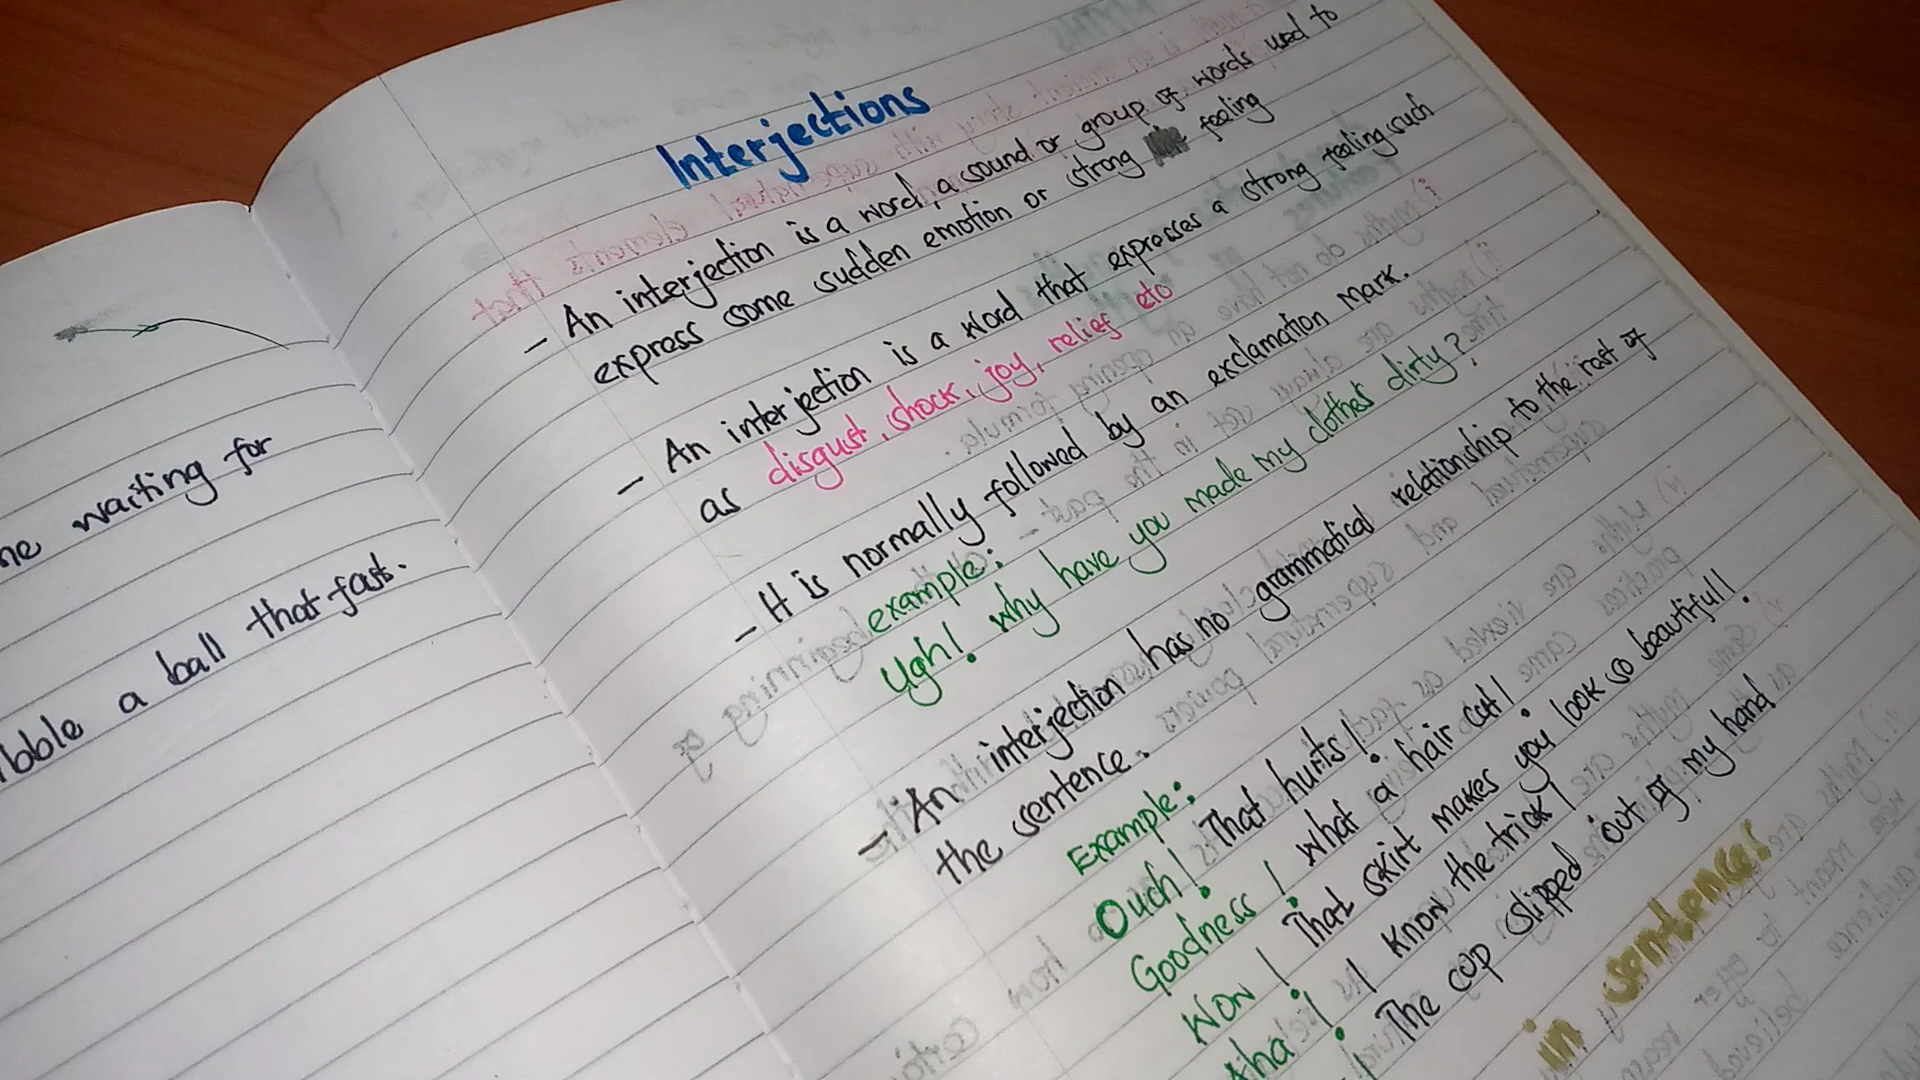 waiting for
a ball that fast.
Interjections
- An interjection is a word, a sound or group of words used to
express some sudden emotion or strong feeling
- An interjection is a word that expresses a strong feeling such
as disgust, shock, joy, relief etc
- It is normally followed by an exclamation mark.
example:
Ugh! why have you made my clothes dirty?
- An interjection has no grammatical relationship to the rest of
the sentence.
Example:
Ouch! That hurts!
Goodness! what a hair cut!
Wow! That skirt makes you look so beautiful!
Aha! I know the trick!
! The cup slipped out of my hand
in sentences